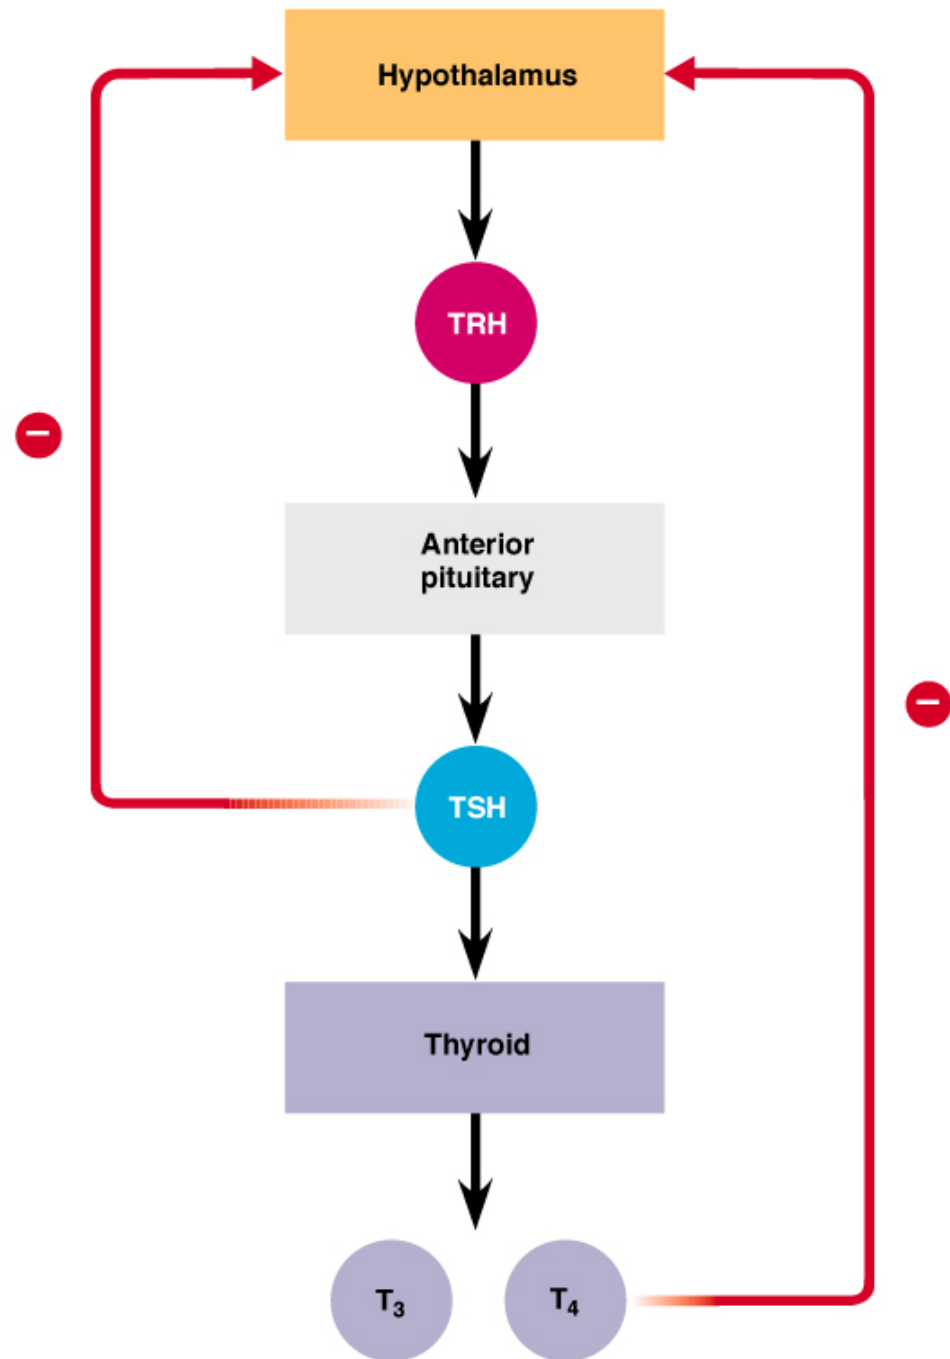 Hypothalamus
TRH
–
Anterior
pituitary
–
TSH
Thyroid
T₃
T₄